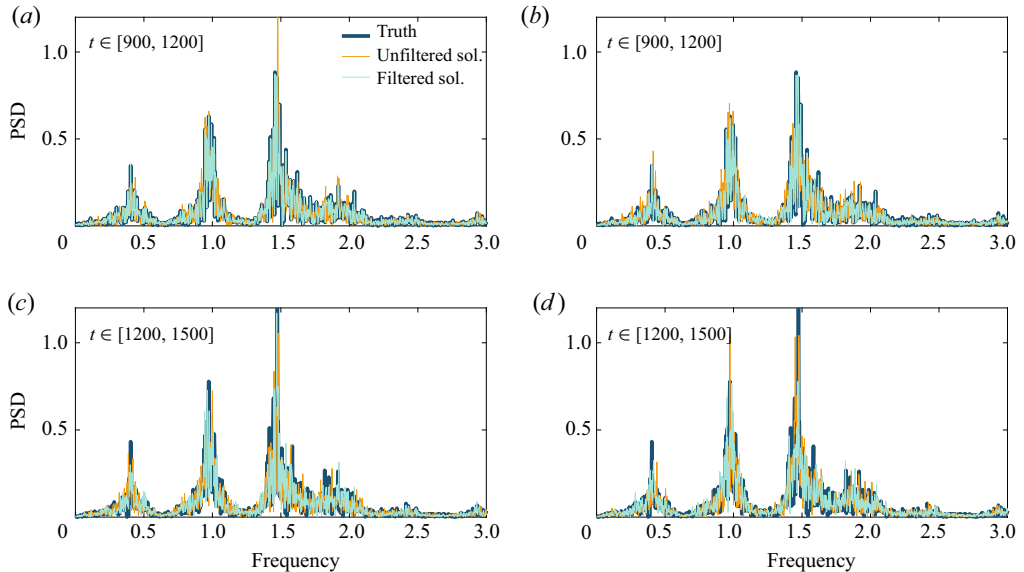 (a)
t ∈ [900, 1200]
Truth
Unfiltered sol.
Filtered sol.
1.0
0.5
PSD
0 0.5 1.0 1.5 2.0 2.5 3.0
(b)
t ∈ [900, 1200]
1.0
0.5
0 0.5 1.0 1.5 2.0 2.5 3.0
(c)
t ∈ [1200, 1500]
1.0
0.5
PSD
0 0.5 1.0 1.5 2.0 2.5 3.0
Frequency
(d)
t ∈ [1200, 1500]
1.0
0.5
0 0.5 1.0 1.5 2.0 2.5 3.0
Frequency